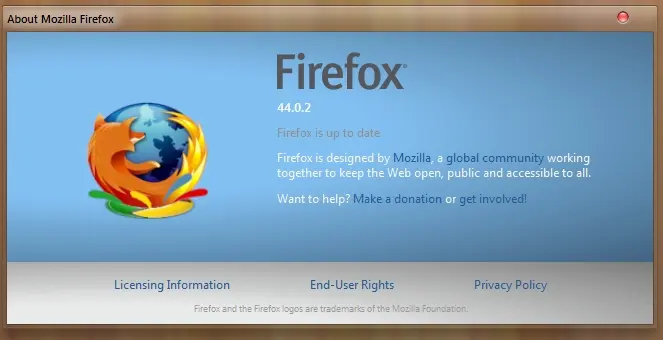 About Mozilla Firefox
Firefox®
44.0.2
Firefox is up to date
Firefox is designed by Mozilla, a global community working
together to keep the Web open, public and accessible to all.
Want to help? Make a donation or get involved!
Licensing Information End-User Rights Privacy Policy
Firefox and the Firefox logos are trademarks of the Mozilla Foundation.